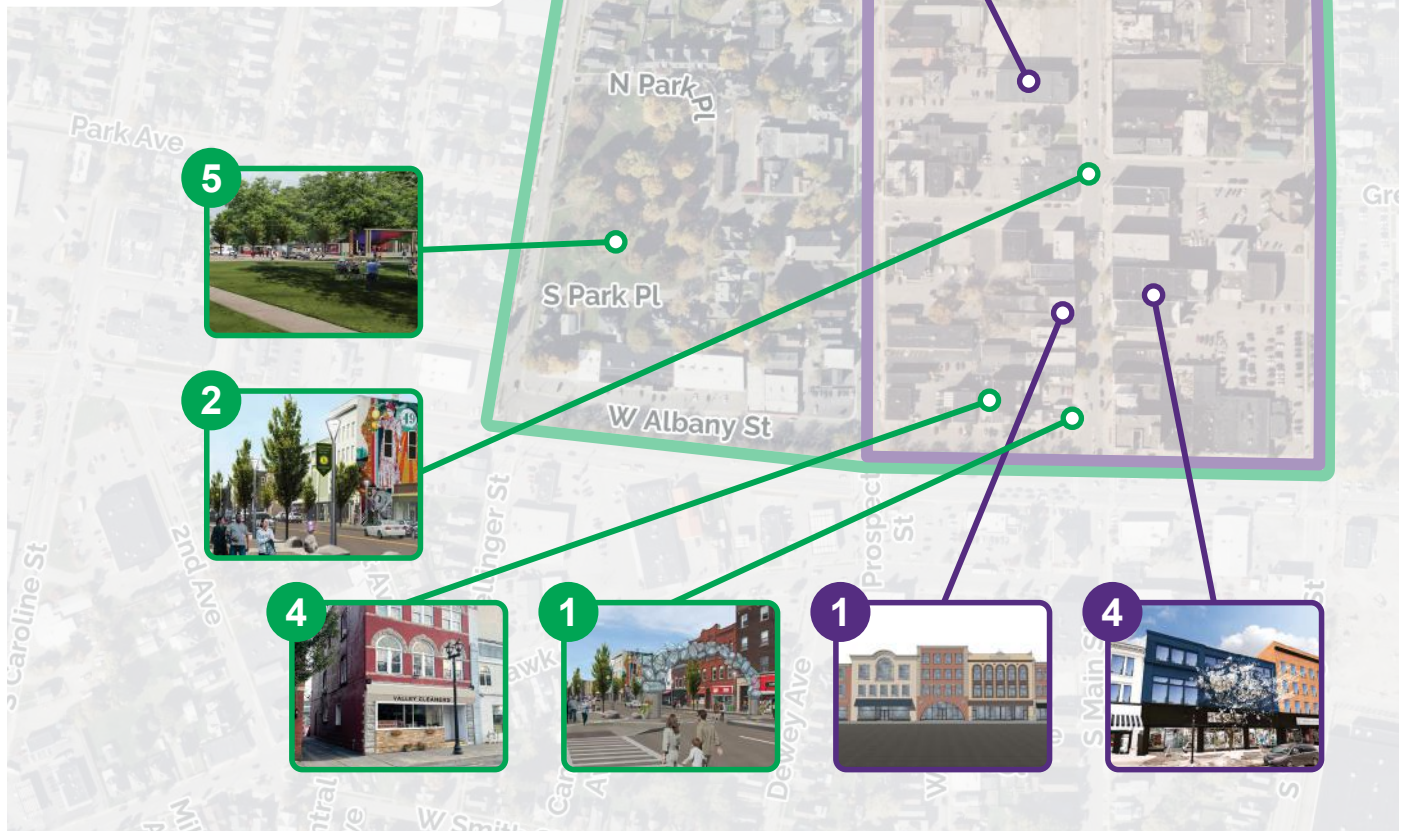 N Park Pl
Park Ave
5
S Park Pl
2
19
W Albany St
Prospect
St
2nd Ave
S Caroline St
4
VALLEY CLEANERS
1
1
4
S Main S
Dewey Ave
St
S
W
W Smith